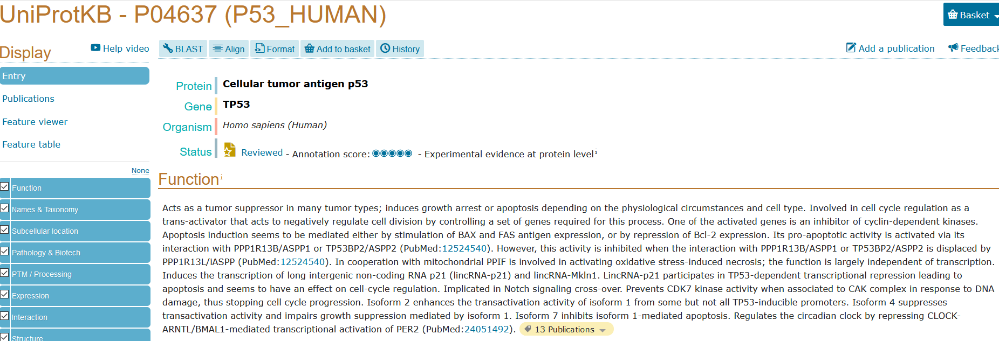 UniProtKB - P04637 (P53_HUMAN)
Basket
Display
Help video
BLAST
Align
Format
Add to basket
History
Add a publication
Feedback
Entry
Publications
Feature viewer
Feature table
None
Function
Names & Taxonomy
Subcellular location
Pathology & Biotech
PTM / Processing
Expression
Interaction
Structure
Protein Cellular tumor antigen p53
Gene TP53
Organism Homo sapiens (Human)
Status Reviewed - Annotation score: - Experimental evidence at protein level i
Function i
Acts as a tumor suppressor in many tumor types; induces growth arrest or apoptosis depending on the physiological circumstances and cell type. Involved in cell cycle regulation as a
trans-activator that acts to negatively regulate cell division by controlling a set of genes required for this process. One of the activated genes is an inhibitor of cyclin-dependent kinases.
Apoptosis induction seems to be mediated either by stimulation of BAX and FAS antigen expression, or by repression of Bcl-2 expression. Its pro-apoptotic activity is activated via its
interaction with PPP1R13B/ASPP1 or TP53BP2/ASPP2 (PubMed:12524540). However, this activity is inhibited when the interaction with PPP1R13B/ASPP1 or TP53BP2/ASPP2 is displaced by
PPP1R13L/iASPP (PubMed:12524540). In cooperation with mitochondrial PPIF is involved in activating oxidative stress-induced necrosis; the function is largely independent of transcription.
Induces the transcription of long intergenic non-coding RNA p21 (lincRNA-p21) and lincRNA-Mkln1. LincRNA-p21 participates in TP53-dependent transcriptional repression leading to
apoptosis and seems to have an effect on cell-cycle regulation. Implicated in Notch signaling cross-over. Prevents CDK7 kinase activity when associated to CAK complex in response to DNA
damage, thus stopping cell cycle progression. Isoform 2 enhances the transactivation activity of isoform 1 from some but not all TP53-inducible promoters. Isoform 4 suppresses
transactivation activity and impairs growth suppression mediated by isoform 1. Isoform 7 inhibits isoform 1-mediated apoptosis. Regulates the circadian clock by repressing CLOCK-
ARNTL/BMAL1-mediated transcriptional activation of PER2 (PubMed:24051492). 13 Publications